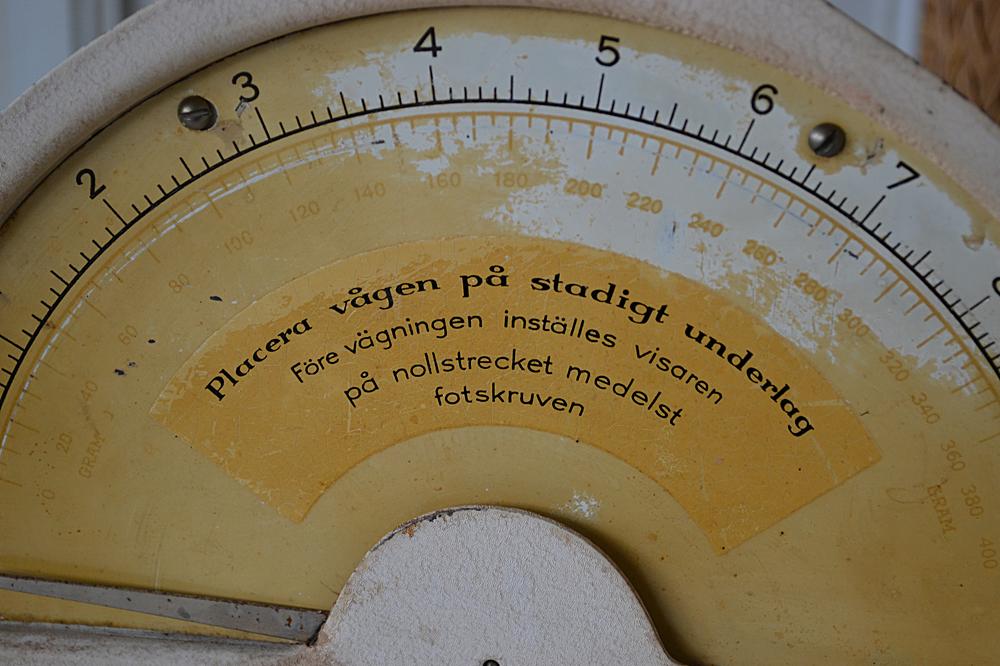 2 3 4 5 6 7
0 20 40 60 80 100 120 140 160 180 200 220 240 260 280 300 320 340 360 380 400
GRAM GRAM
Placera vågen på stadigt underlag
Före vägningen inställes visaren
på nollstrecket medelst
fotskruven